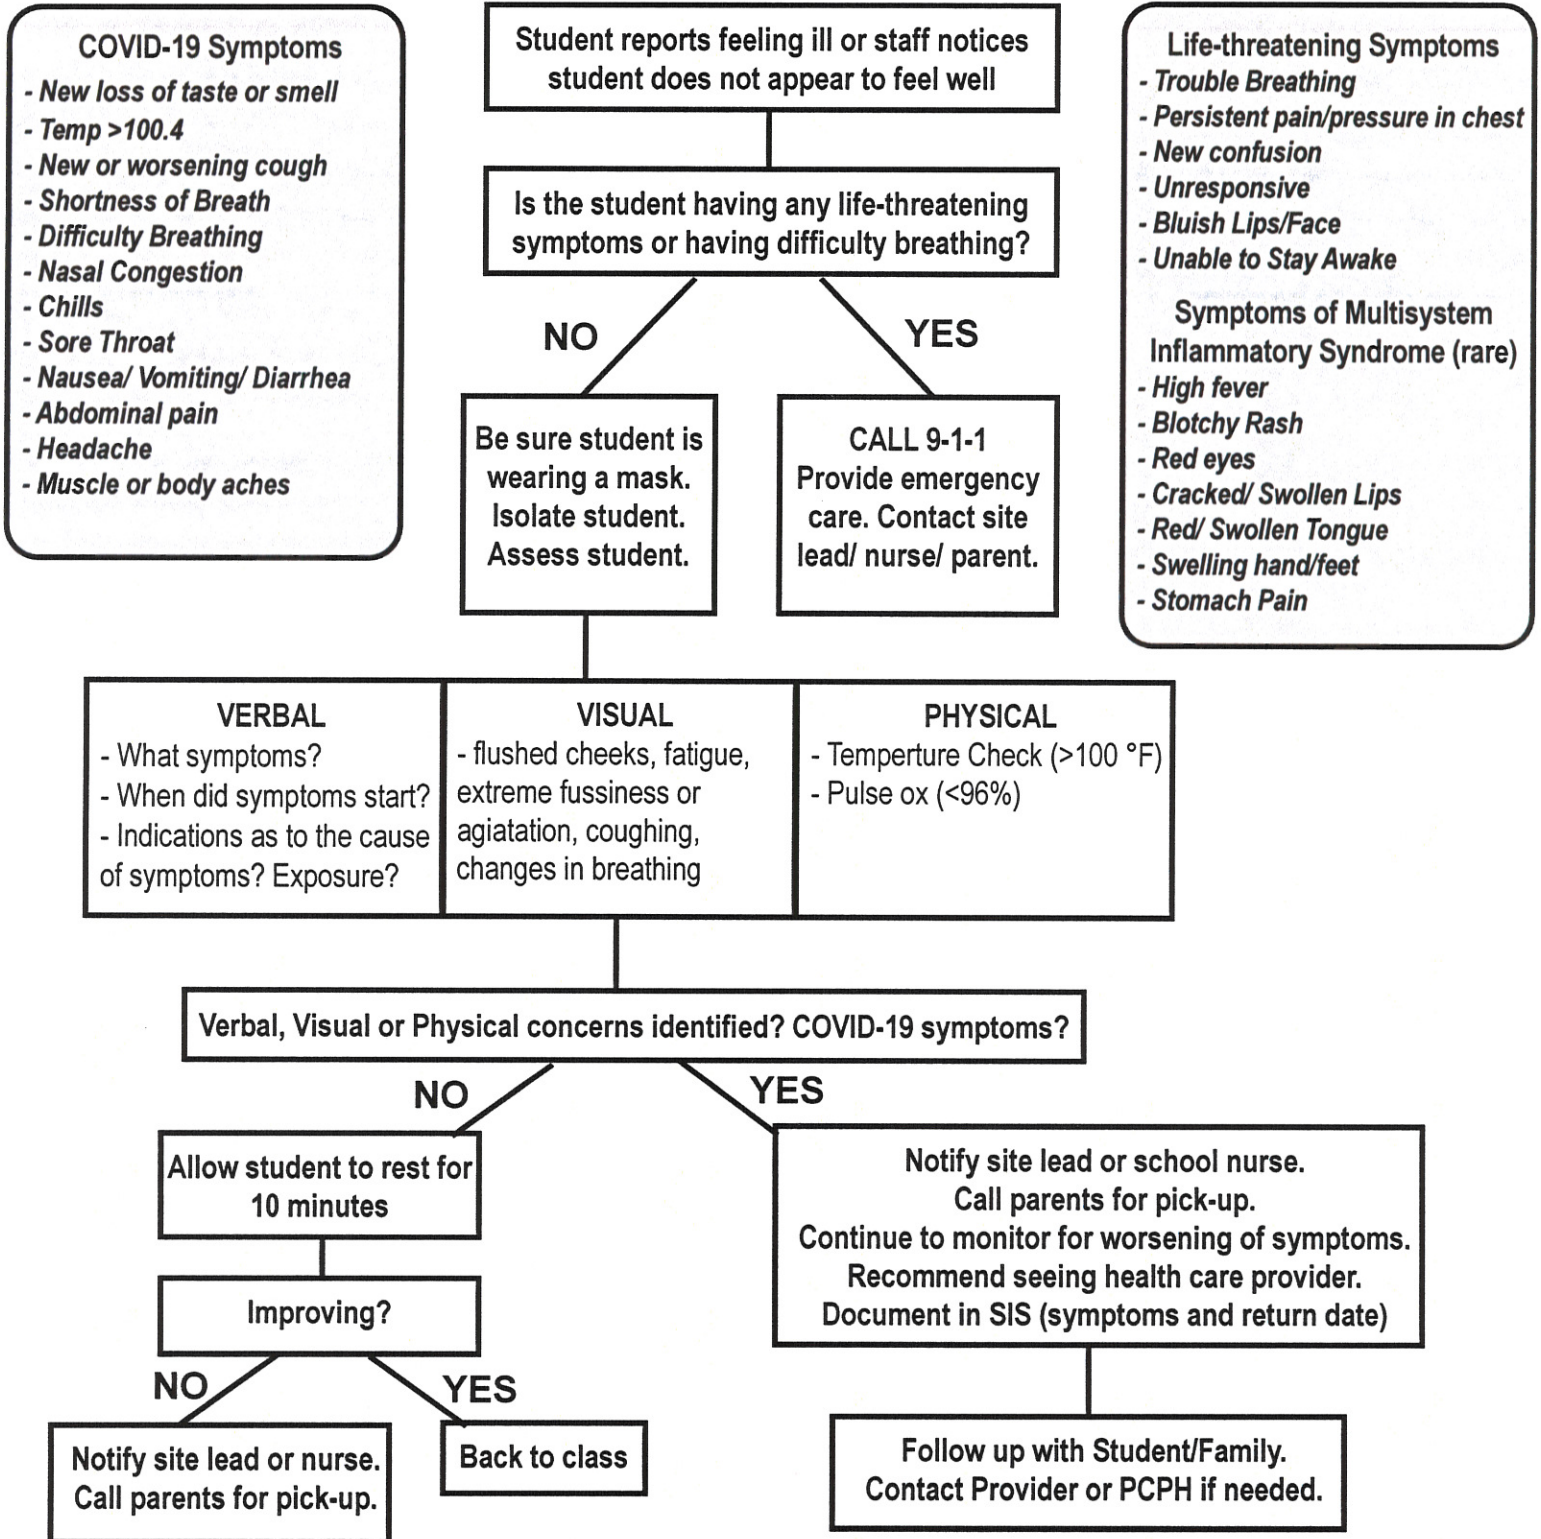 COVID-19 Symptoms
- New loss of taste or smell
- Temp >100.4
- New or worsening cough
- Shortness of Breath
- Difficulty Breathing
- Nasal Congestion
- Chills
- Sore Throat
- Nausea/ Vomiting/ Diarrhea
- Abdominal pain
- Headache
- Muscle or body aches
Student reports feeling ill or staff notices
student does not appear to feel well
Is the student having any life-threatening
symptoms or having difficulty breathing?
Life-threatening Symptoms
- Trouble Breathing
- Persistent pain/pressure in chest
- New confusion
- Unresponsive
- Bluish Lips/Face
- Unable to Stay Awake
Symptoms of Multisystem
Inflammatory Syndrome (rare)
- High fever
- Blotchy Rash
- Red eyes
- Cracked/ Swollen Lips
- Red/ Swollen Tongue
- Swelling hand/feet
- Stomach Pain
NO
YES
Be sure student is
wearing a mask.
Isolate student.
Assess student.
CALL 9-1-1
Provide emergency
care. Contact site
lead/ nurse/ parent.
VERBAL
- What symptoms?
- When did symptoms start?
- Indications as to the cause
of symptoms? Exposure?
VISUAL
- flushed cheeks, fatigue,
extreme fussiness or
agiatation, coughing,
changes in breathing
PHYSICAL
- Temperture Check (>100 °F)
- Pulse ox (<96%)
Verbal, Visual or Physical concerns identified? COVID-19 symptoms?
NO
YES
Allow student to rest for
10 minutes
Improving?
NO
YES
Notify site lead or nurse.
Call parents for pick-up.
Back to class
Notify site lead or school nurse.
Call parents for pick-up.
Continue to monitor for worsening of symptoms.
Recommend seeing health care provider.
Document in SIS (symptoms and return date)
Follow up with Student/Family.
Contact Provider or PCPH if needed.